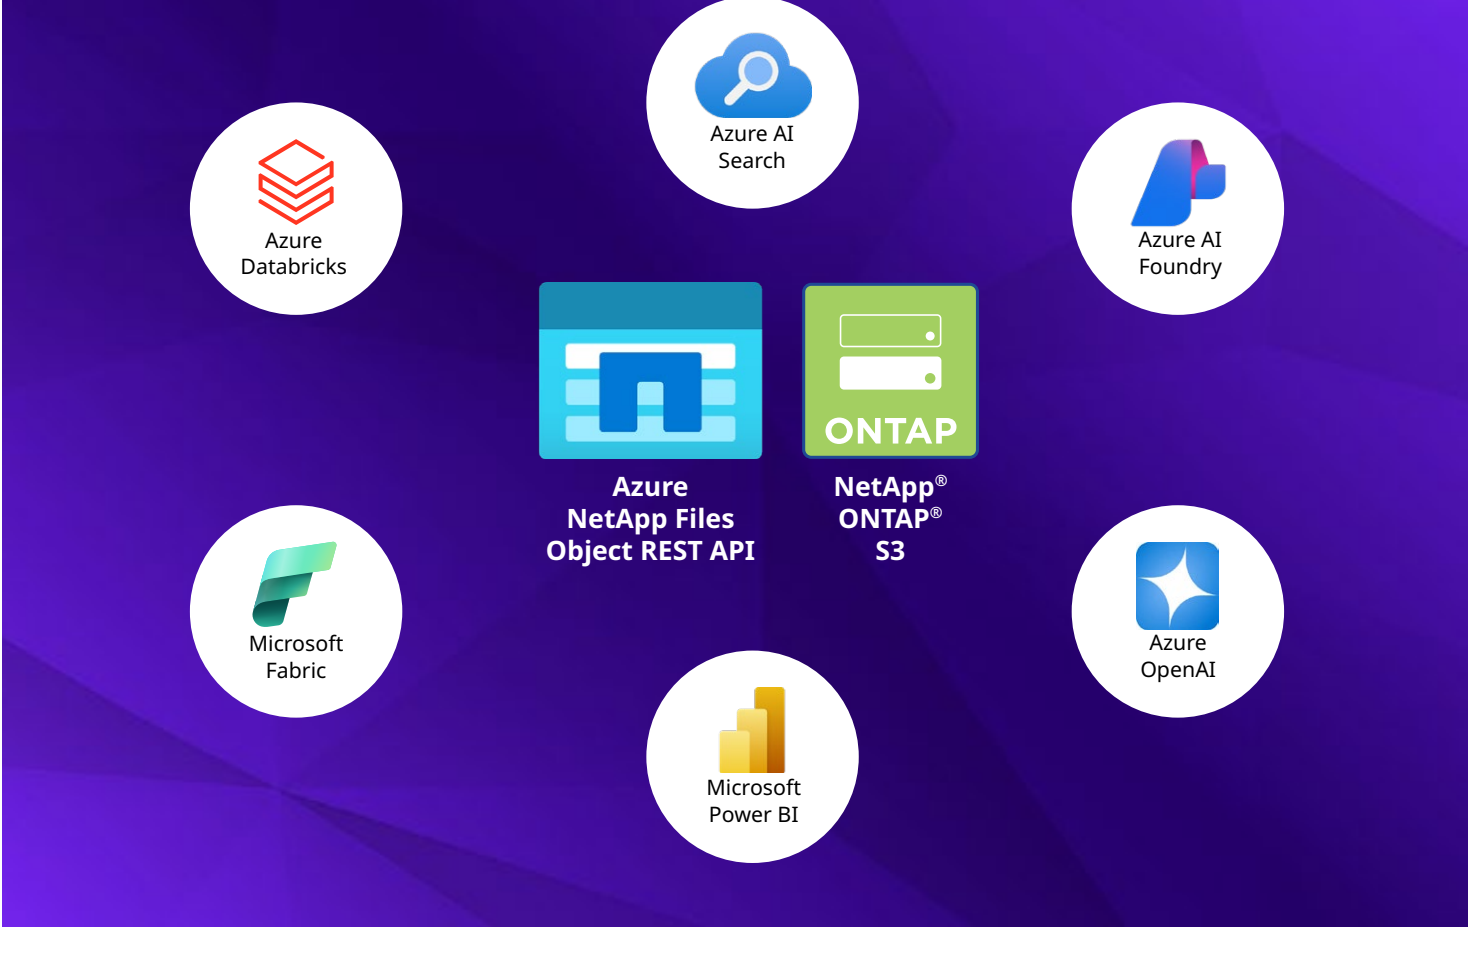 Azure AI
Search
Azure
Databricks
Azure AI
Foundry
ONTAP
Azure
NetApp Files
Object REST API
NetApp®
ONTAP®
S3
Microsoft
Fabric
Azure
OpenAI
Microsoft
Power BI